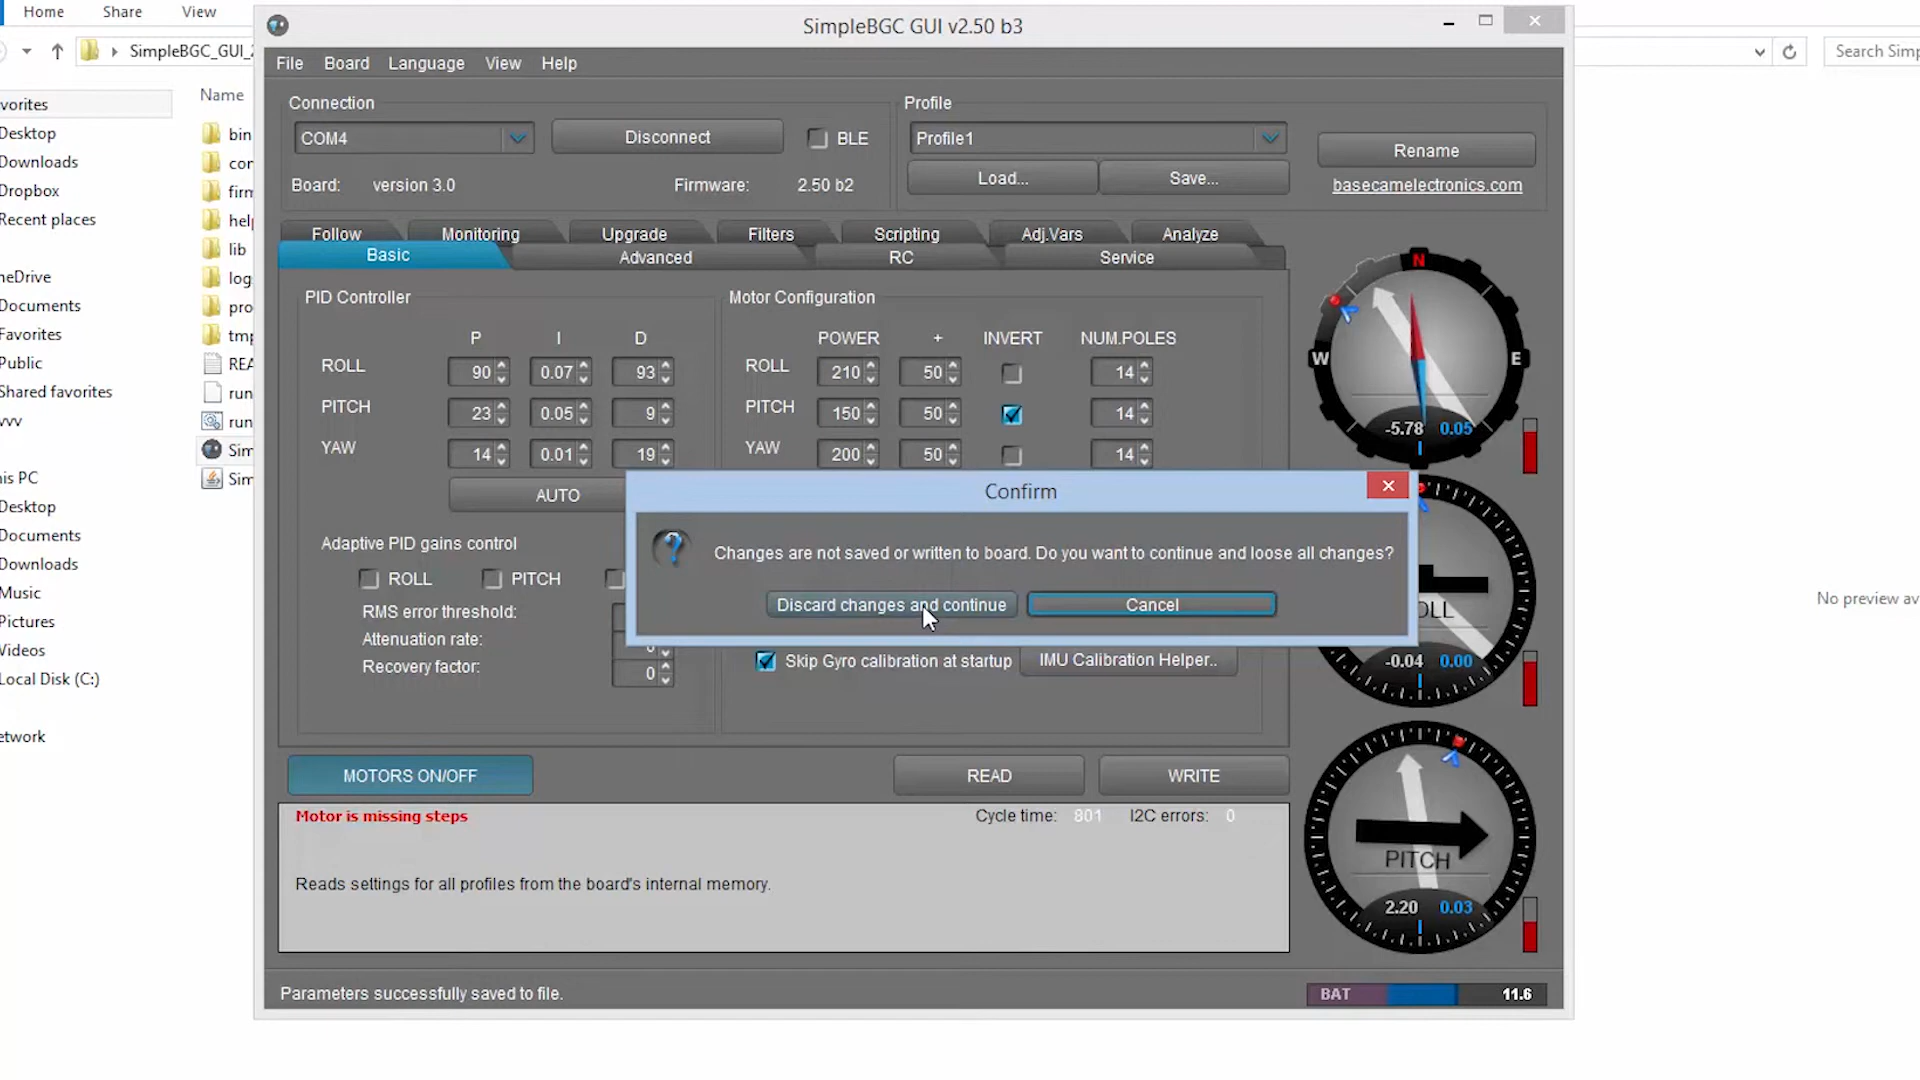 Home Share View
SimpleBGC GUI v2.50 b3
SimpleBGC_GUI_2
Search Simp
File Board Language View Help
Name
vorites
Desktop
Downloads
Dropbox
Recent places
neDrive
Documents
Favorites
Public
Shared favorites
vvv
is PC
Desktop
Documents
Downloads
Music
Pictures
Videos
Local Disk (C:)
etwork
bin
cor
firm
help
lib
log
pro
tmp
REA
run
run
Sim
Sim
Connection
COM4 Disconnect BLE
Board: version 3.0 Firmware: 2.50 b2
Profile
Profile1
Load... Save...
Rename
basecamelectronics.com
Follow Monitoring Upgrade Filters Scripting Adj.Vars Analyze
Basic Advanced RC Service
PID Controller
P I D
ROLL 90 0.07 93
PITCH 23 0.05 9
YAW 14 0.01 19
AUTO
Adaptive PID gains control
ROLL PITCH
RMS error threshold:
Attenuation rate: 0
Recovery factor: 0
Motor Configuration
POWER + INVERT NUM.POLES
ROLL 210 50 14
PITCH 150 50 14
YAW 200 50 14
Confirm
Changes are not saved or written to board. Do you want to continue and loose all changes?
Discard changes and continue Cancel
Skip Gyro calibration at startup IMU Calibration Helper..
N
W E
-5.78 0.05
OLL
-0.04 0.00
PITCH
2.20 0.03
No preview av
MOTORS ON/OFF READ WRITE
Motor is missing steps Cycle time: 801 I2C errors: 0
Reads settings for all profiles from the board's internal memory.
Parameters successfully saved to file.
BAT 11.6